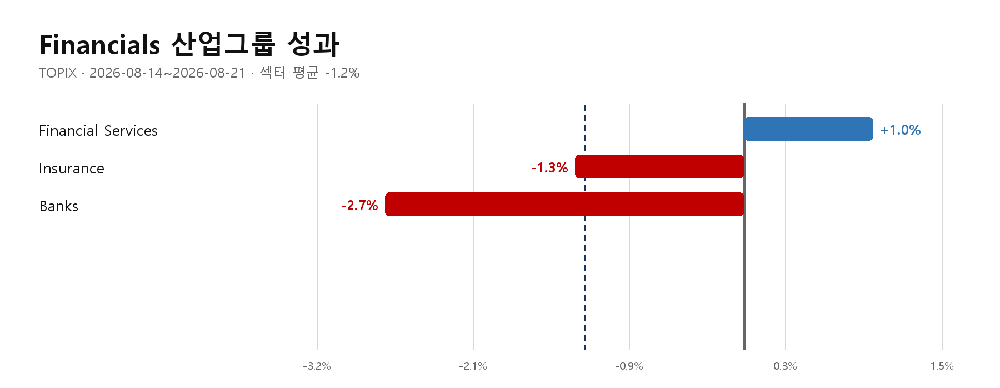 Financials 산업그룹 성과
TOPIX · 2026-08-14~2026-08-21 · 섹터 평균 -1.2%
Financial Services +1.0%
Insurance -1.3%
Banks -2.7%
-3.2% -2.1% -0.9% 0.3% 1.5%